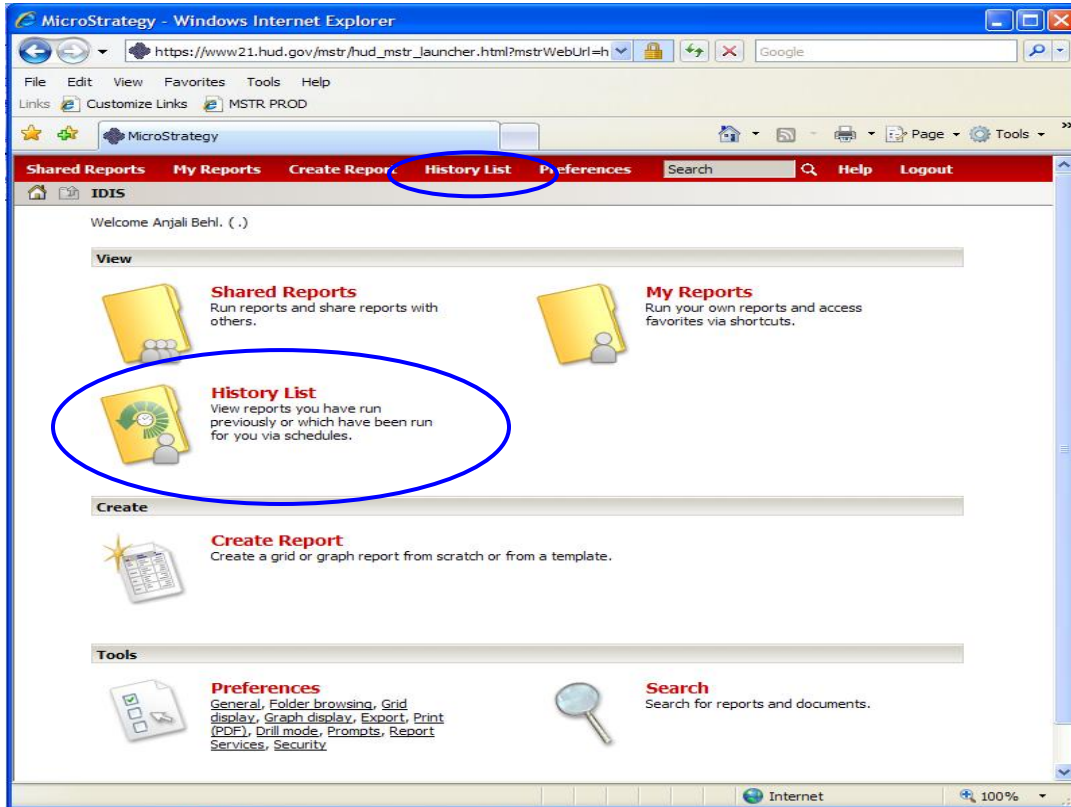 MicroStrategy - Windows Internet Explorer
https://www21.hud.gov/mstr/hud_mstr_launcher.html?mstrWebUrl=h
Google
File Edit View Favorites Tools Help
Links Customize Links MSTR PROD
MicroStrategy
Page Tools
Shared Reports My Reports Create Report History List Preferences Search Help Logout
IDIS
Welcome Anjali Behl. ( .)
View
Shared Reports
Run reports and share reports with
others.
My Reports
Run your own reports and access
favorites via shortcuts.
History List
View reports you have run
previously or which have been run
for you via schedules.
Create
Create Report
Create a grid or graph report from scratch or from a template.
Tools
Preferences
General, Folder browsing, Grid
display, Graph display, Export, Print
(PDF), Drill mode, Prompts, Report
Services, Security
Search
Search for reports and documents.
Internet 100%